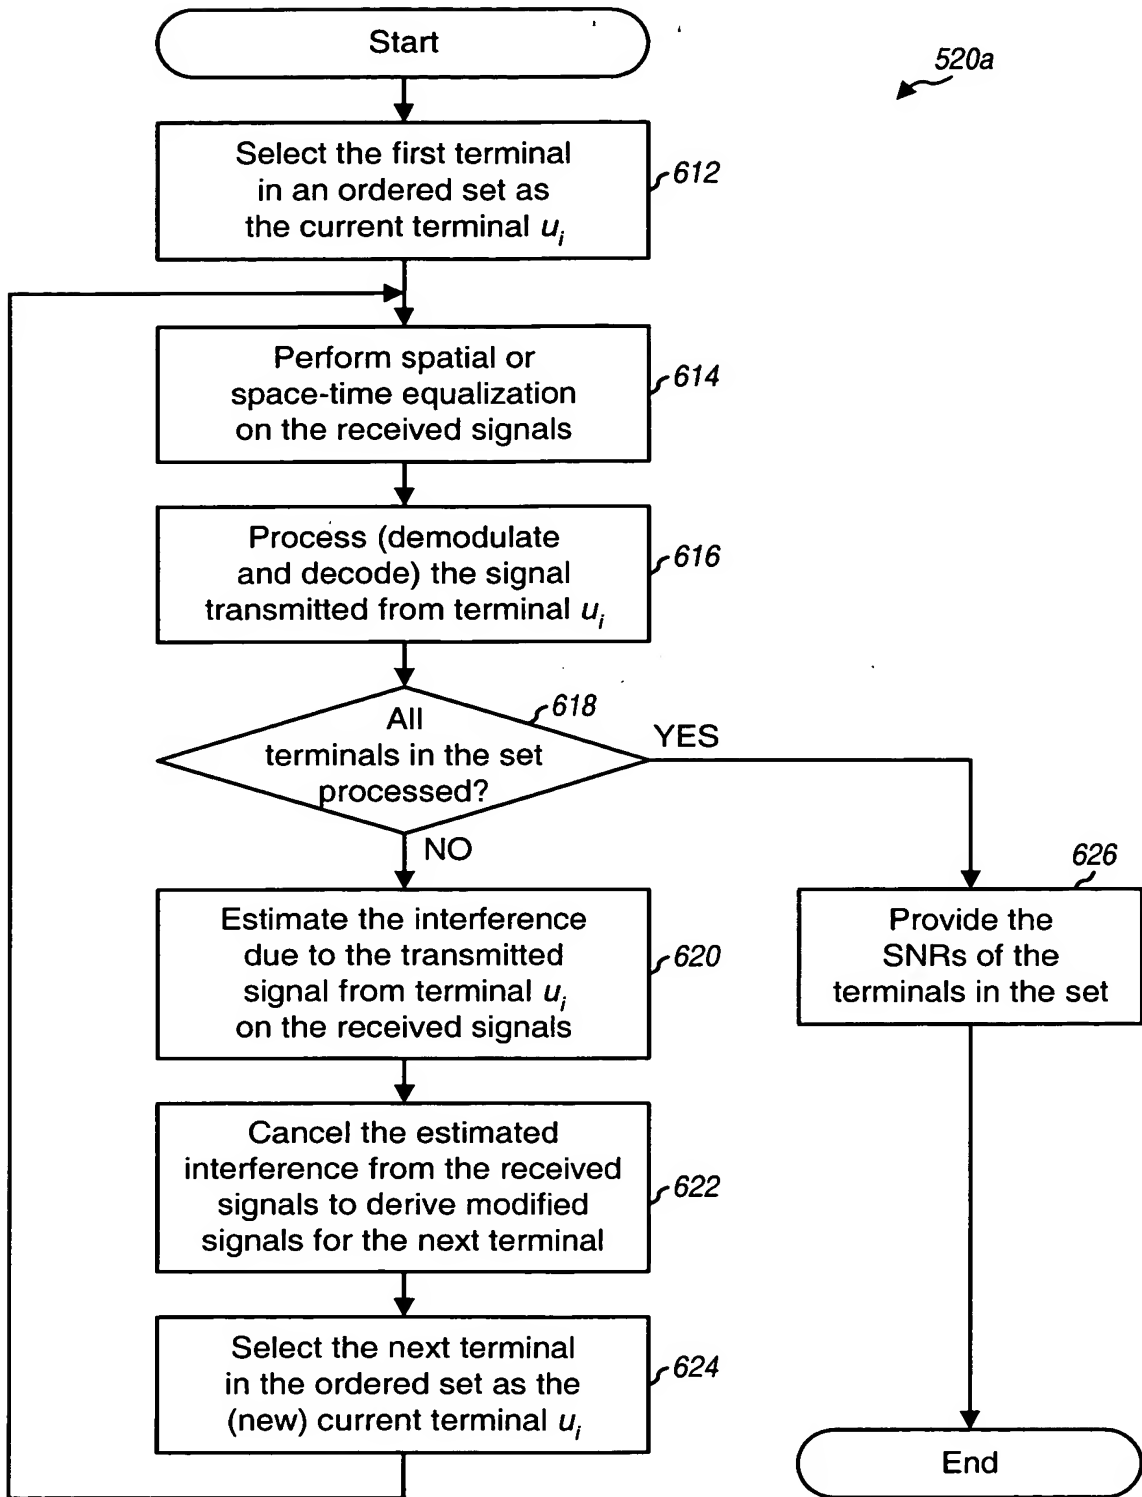 Start
520a
Select the first terminal
in an ordered set as
the current terminal u_i
612
Perform spatial or
space-time equalization
on the received signals
614
Process (demodulate
and decode) the signal
transmitted from terminal u_i
616
All
terminals in the set
processed?
618
YES
NO
Estimate the interference
due to the transmitted
signal from terminal u_i
on the received signals
620
626
Provide the
SNRs of the
terminals in the set
Cancel the estimated
interference from the received
signals to derive modified
signals for the next terminal
622
Select the next terminal
in the ordered set as the
(new) current terminal u_i
624
End